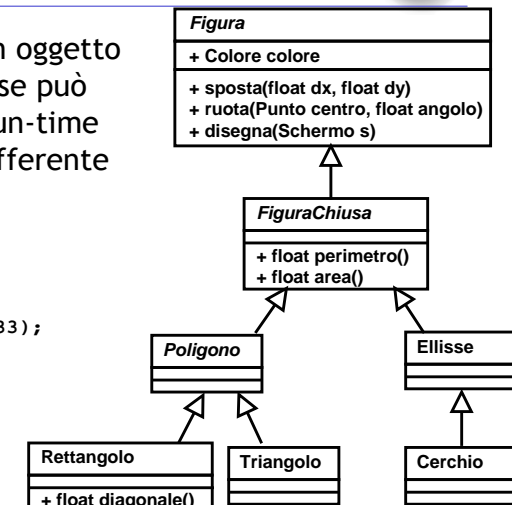 n oggetto
se può
un-time
fferente
33);
Figura
+ Colore colore
+ sposta(float dx, float dy)
+ ruota(Punto centro, float angolo)
+ disegna(Schermo s)
FiguraChiusa
+ float perimetro()
+ float area()
Poligono
Ellisse
Rettangolo
+ float diagonale()
Triangolo
Cerchio